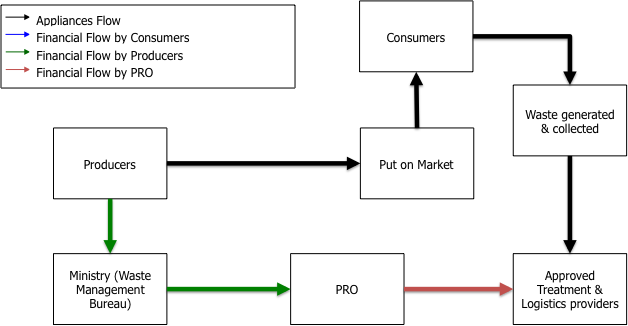 Appliances Flow
Financial Flow by Consumers
Financial Flow by Producers
Financial Flow by PRO
Consumers
Waste generated
& collected
Producers
Put on Market
Ministry (Waste
Management
Bureau)
PRO
Approved
Treatment &
Logistics providers